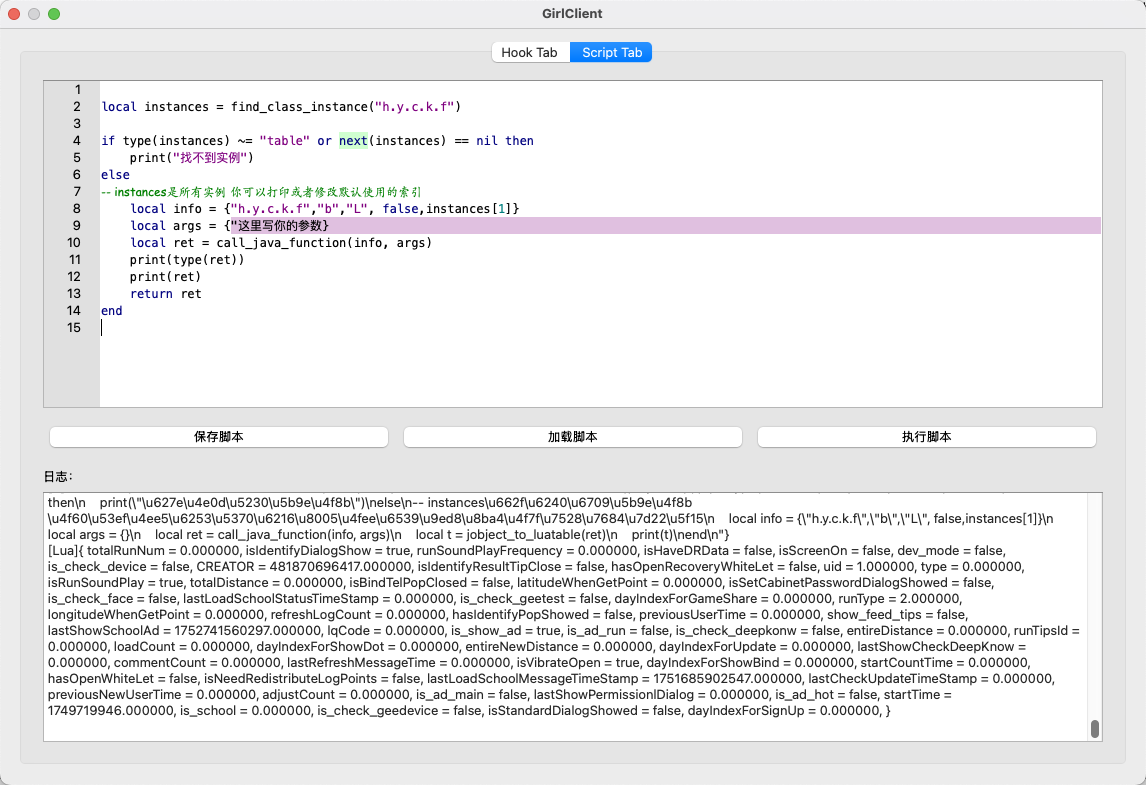 GirlClient
Hook Tab Script Tab
1
2 local instances = find_class_instance("h.y.c.k.f")
3
4 if type(instances) ~= "table" or next(instances) == nil then
5 print("找不到实例")
6 else
7 -- instances是所有实例 你可以打印或者修改默认使用的索引
8 local info = {"h.y.c.k.f","b","L", false,instances[1]}
9 local args = {"这里写你的参数}
10 local ret = call_java_function(info, args)
11 print(type(ret))
12 print(ret)
13 return ret
14 end
15
保存脚本 加载脚本 执行脚本
日志：
then\n print(\"\u627e\u4e0d\u5230\u5b9e\u4f8b\")\nelse\n-- instances\u662f\u6240\u6709\u5b9e\u4f8b
\u4f60\u53ef\u4ee5\u6253\u5370\u6216\u8005\u4fee\u6539\u9ed8\u8ba4\u4f7f\u7528\u7684\u7d22\u5f15\n local info = {\"h.y.c.k.f\",\"b\",\"L\", false,instances[1]}\n
local args = {}\n local ret = call_java_function(info, args)\n local t = jobject_to_luatable(ret)\n print(t)\nend\n"}
[Lua]{ totalRunNum = 0.000000, isIdentifyDialogShow = true, runSoundPlayFrequency = 0.000000, isHaveDRData = false, isScreenOn = false, dev_mode = false,
is_check_device = false, CREATOR = 481870696417.000000, isIdentifyResultTipClose = false, hasOpenRecoveryWhiteLet = false, uid = 1.000000, type = 0.000000,
isRunSoundPlay = true, totalDistance = 0.000000, isBindTelPopClosed = false, latitudeWhenGetPoint = 0.000000, isSetCabinetPasswordDialogShowed = false,
is_check_face = false, lastLoadSchoolStatusTimeStamp = 0.000000, is_check_geetest = false, dayIndexForGameShare = 0.000000, runType = 2.000000,
longitudeWhenGetPoint = 0.000000, refreshLogCount = 0.000000, hasIdentifyPopShowed = false, previousUserTime = 0.000000, show_feed_tips = false,
lastShowSchoolAd = 1752741560297.000000, lqCode = 0.000000, is_show_ad = true, is_ad_run = false, is_check_deepkonw = false, entireDistance = 0.000000, runTipsId =
0.000000, loadCount = 0.000000, dayIndexForShowDot = 0.000000, entireNewDistance = 0.000000, dayIndexForUpdate = 0.000000, lastShowCheckDeepKnow =
0.000000, commentCount = 0.000000, lastRefreshMessageTime = 0.000000, isVibrateOpen = true, dayIndexForShowBind = 0.000000, startCountTime = 0.000000,
hasOpenWhiteLet = false, isNeedRedistributeLogPoints = false, lastLoadSchoolMessageTimeStamp = 1751685902547.000000, lastCheckUpdateTimeStamp = 0.000000,
previousNewUserTime = 0.000000, adjustCount = 0.000000, is_ad_main = false, lastShowPermissionlDialog = 0.000000, is_ad_hot = false, startTime =
1749719946.000000, is_school = 0.000000, is_check_geedevice = false, isStandardDialogShowed = false, dayIndexForSignUp = 0.000000, }